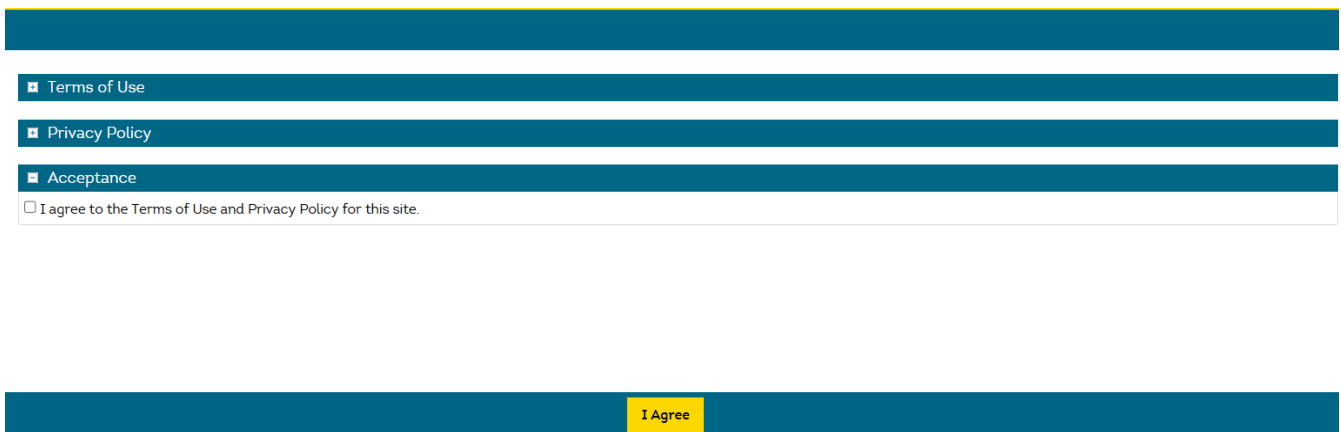 Terms of Use
Privacy Policy
Acceptance
I agree to the Terms of Use and Privacy Policy for this site.
I Agree